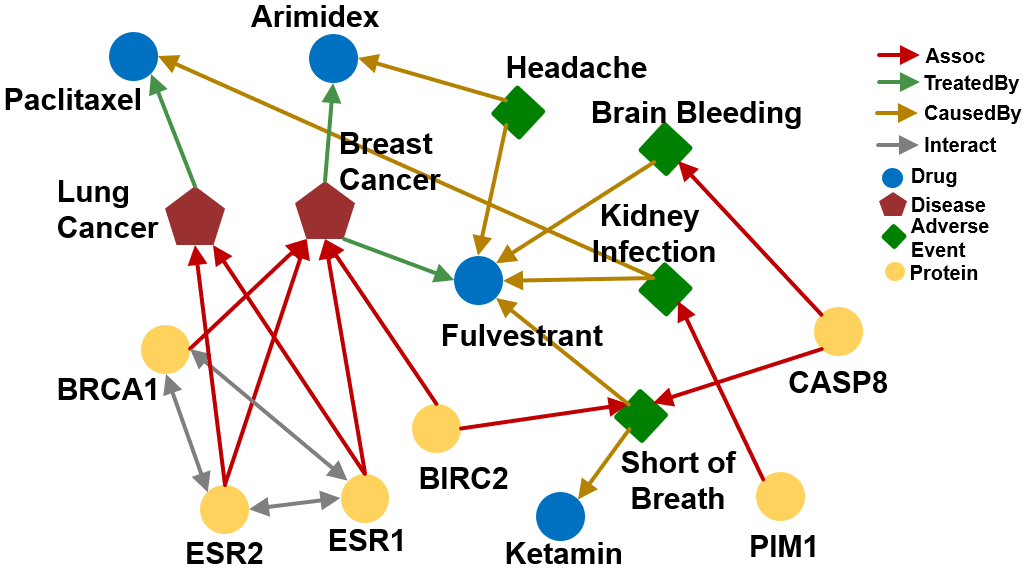 Arimidex
Paclitaxel
Headache
Brain Bleeding
Breast
Cancer
Lung
Cancer
Kidney
Infection
Fulvestrant
BRCA1
CASP8
BIRC2
Short of
Breath
ESR2
ESR1
Ketamin
PIM1
Assoc
TreatedBy
CausedBy
Interact
Drug
Disease
Adverse
Event
Protein